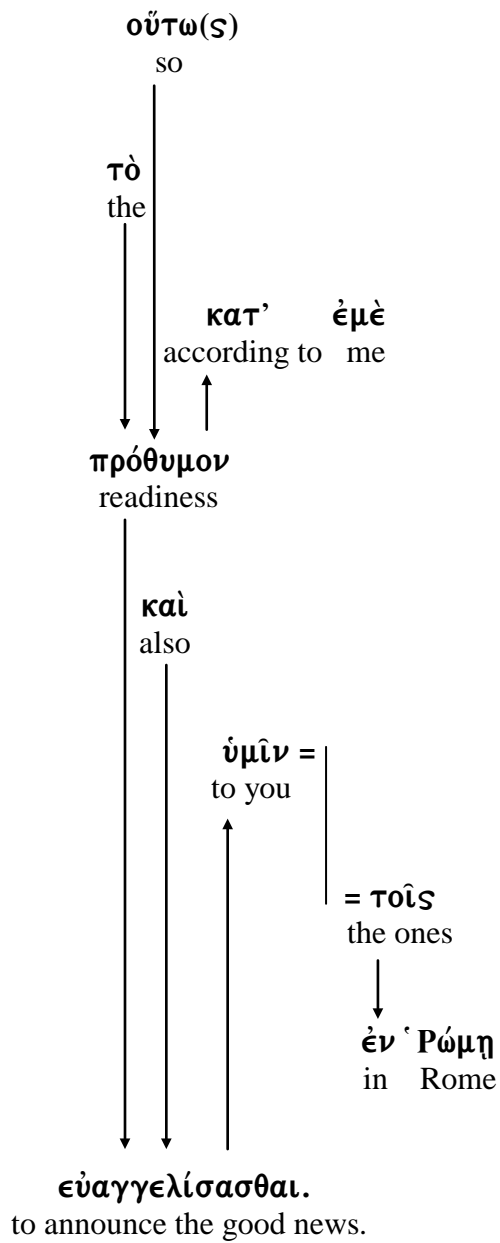 οὕτω(ς)
so
τὸ
the
κατ’ ἐμὲ
according to me
πρόθυμον
readiness
καὶ
also
ὑμῖν =
to you
= τοῖς
the ones
ἐν Ῥώμῃ
in Rome
εὐαγγελίσασθαι.
to announce the good news.